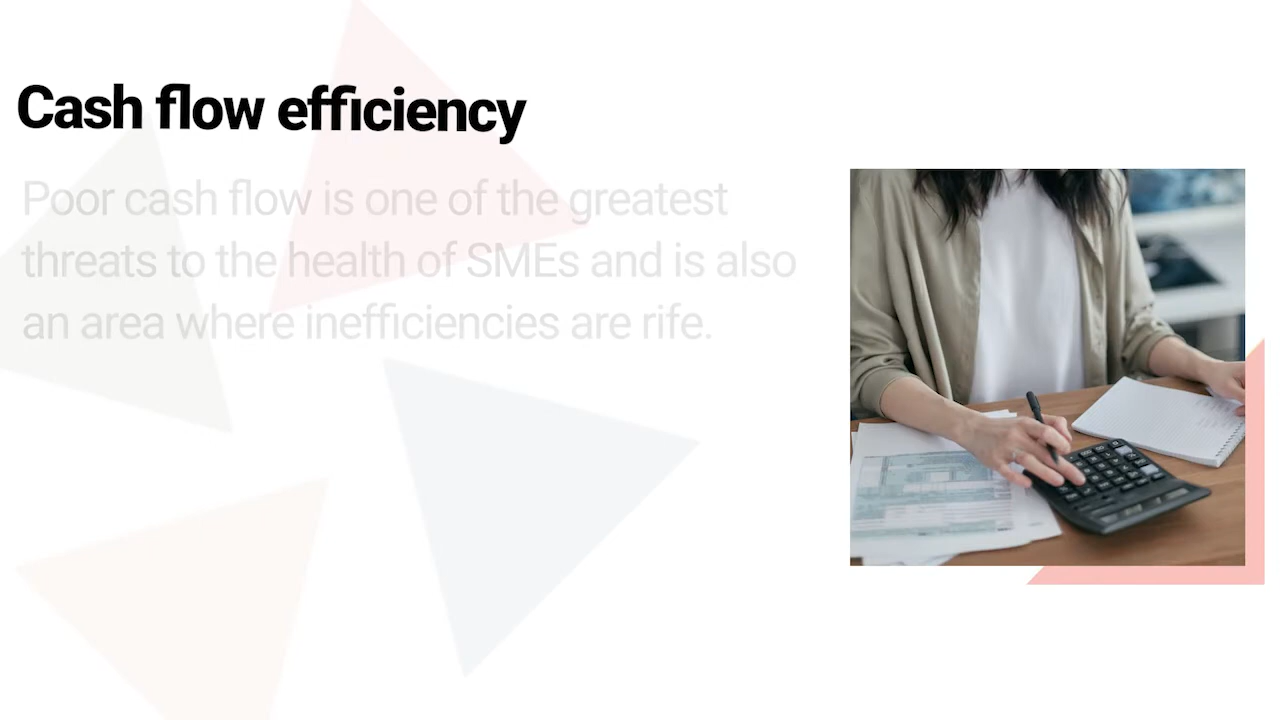 Cash flow efficiency
Poor cash flow is one of the greatest
threats to the health of SMEs and is also
an area where inefficiencies are rife.